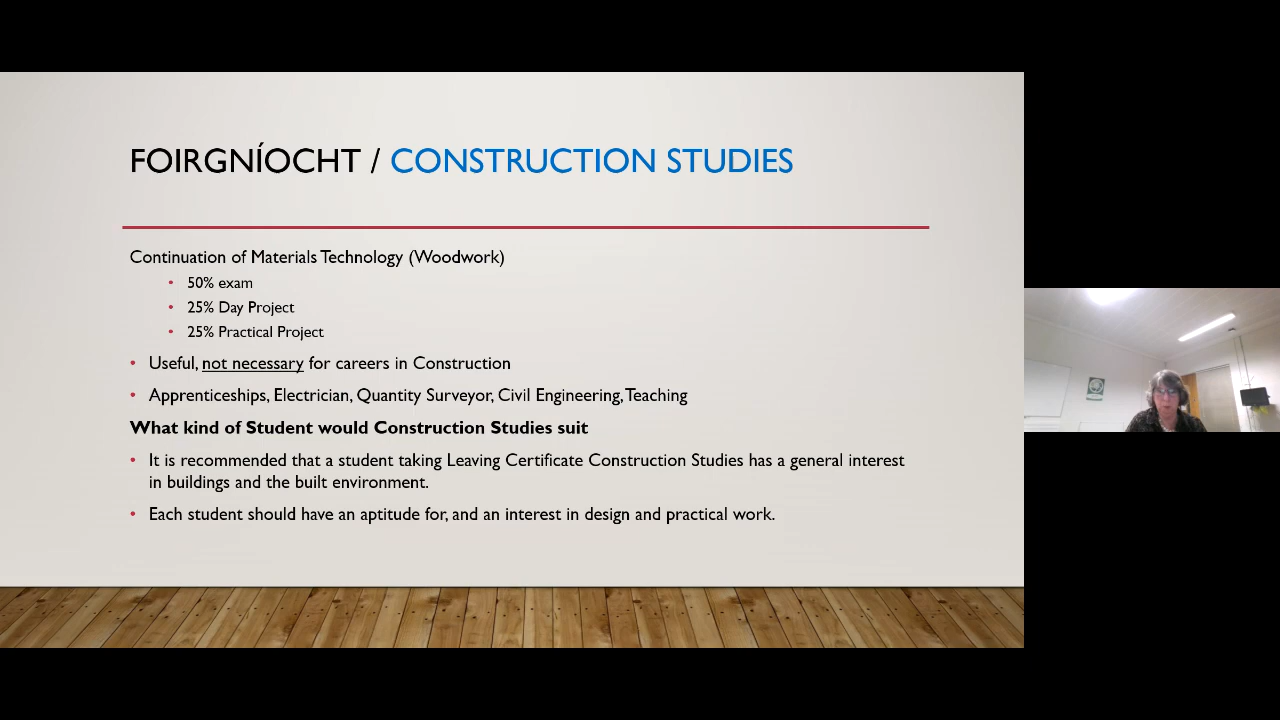 FOIRGNÍOCHT / CONSTRUCTION STUDIES
Continuation of Materials Technology (Woodwork)
• 50% exam
• 25% Day Project
• 25% Practical Project
• Useful, not necessary for careers in Construction
• Apprenticeships, Electrician, Quantity Surveyor, Civil Engineering, Teaching
What kind of Student would Construction Studies suit
• It is recommended that a student taking Leaving Certificate Construction Studies has a general interest
in buildings and the built environment.
• Each student should have an aptitude for, and an interest in design and practical work.